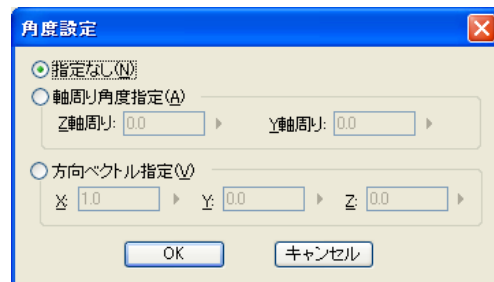 角度設定
指定なし(N)
軸周り角度指定(A)
Z軸周り: 0.0 Y軸周り: 0.0
方向ベクトル指定(V)
X: 1.0 Y: 0.0 Z: 0.0
OK キャンセル